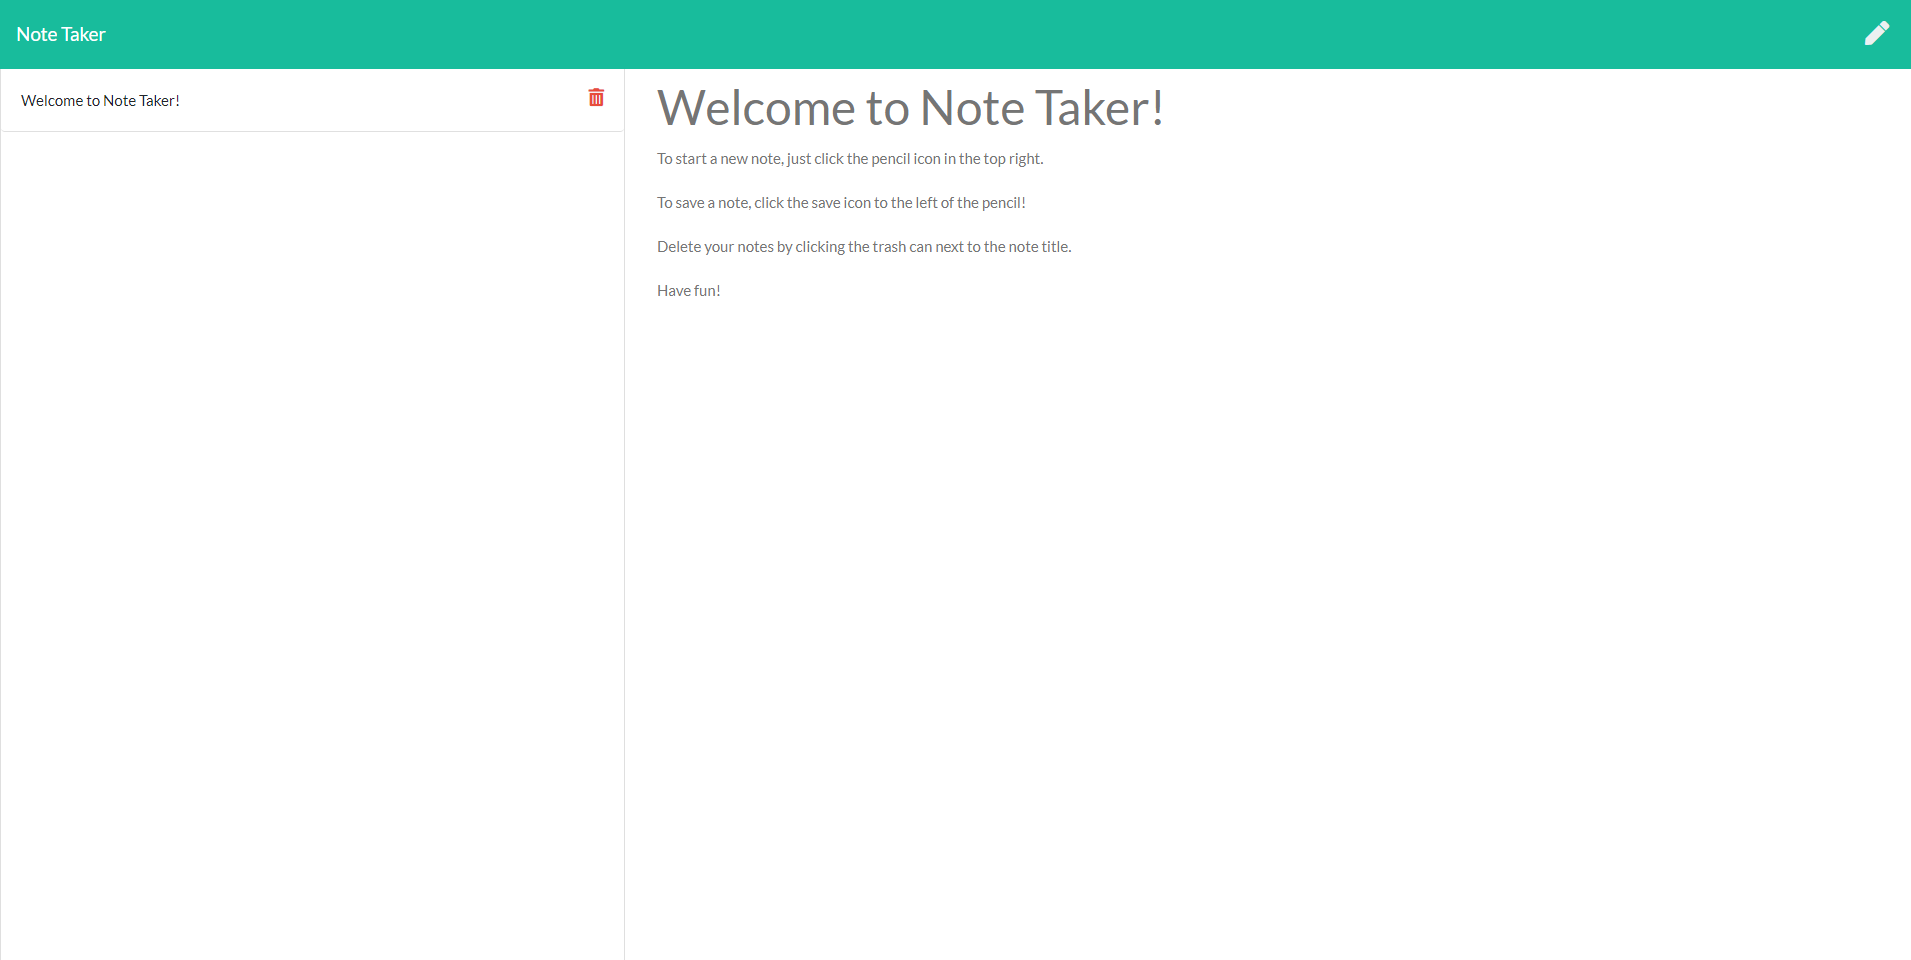 Note Taker
Welcome to Note Taker!
Welcome to Note Taker!
To start a new note, just click the pencil icon in the top right.
To save a note, click the save icon to the left of the pencil!
Delete your notes by clicking the trash can next to the note title.
Have fun!